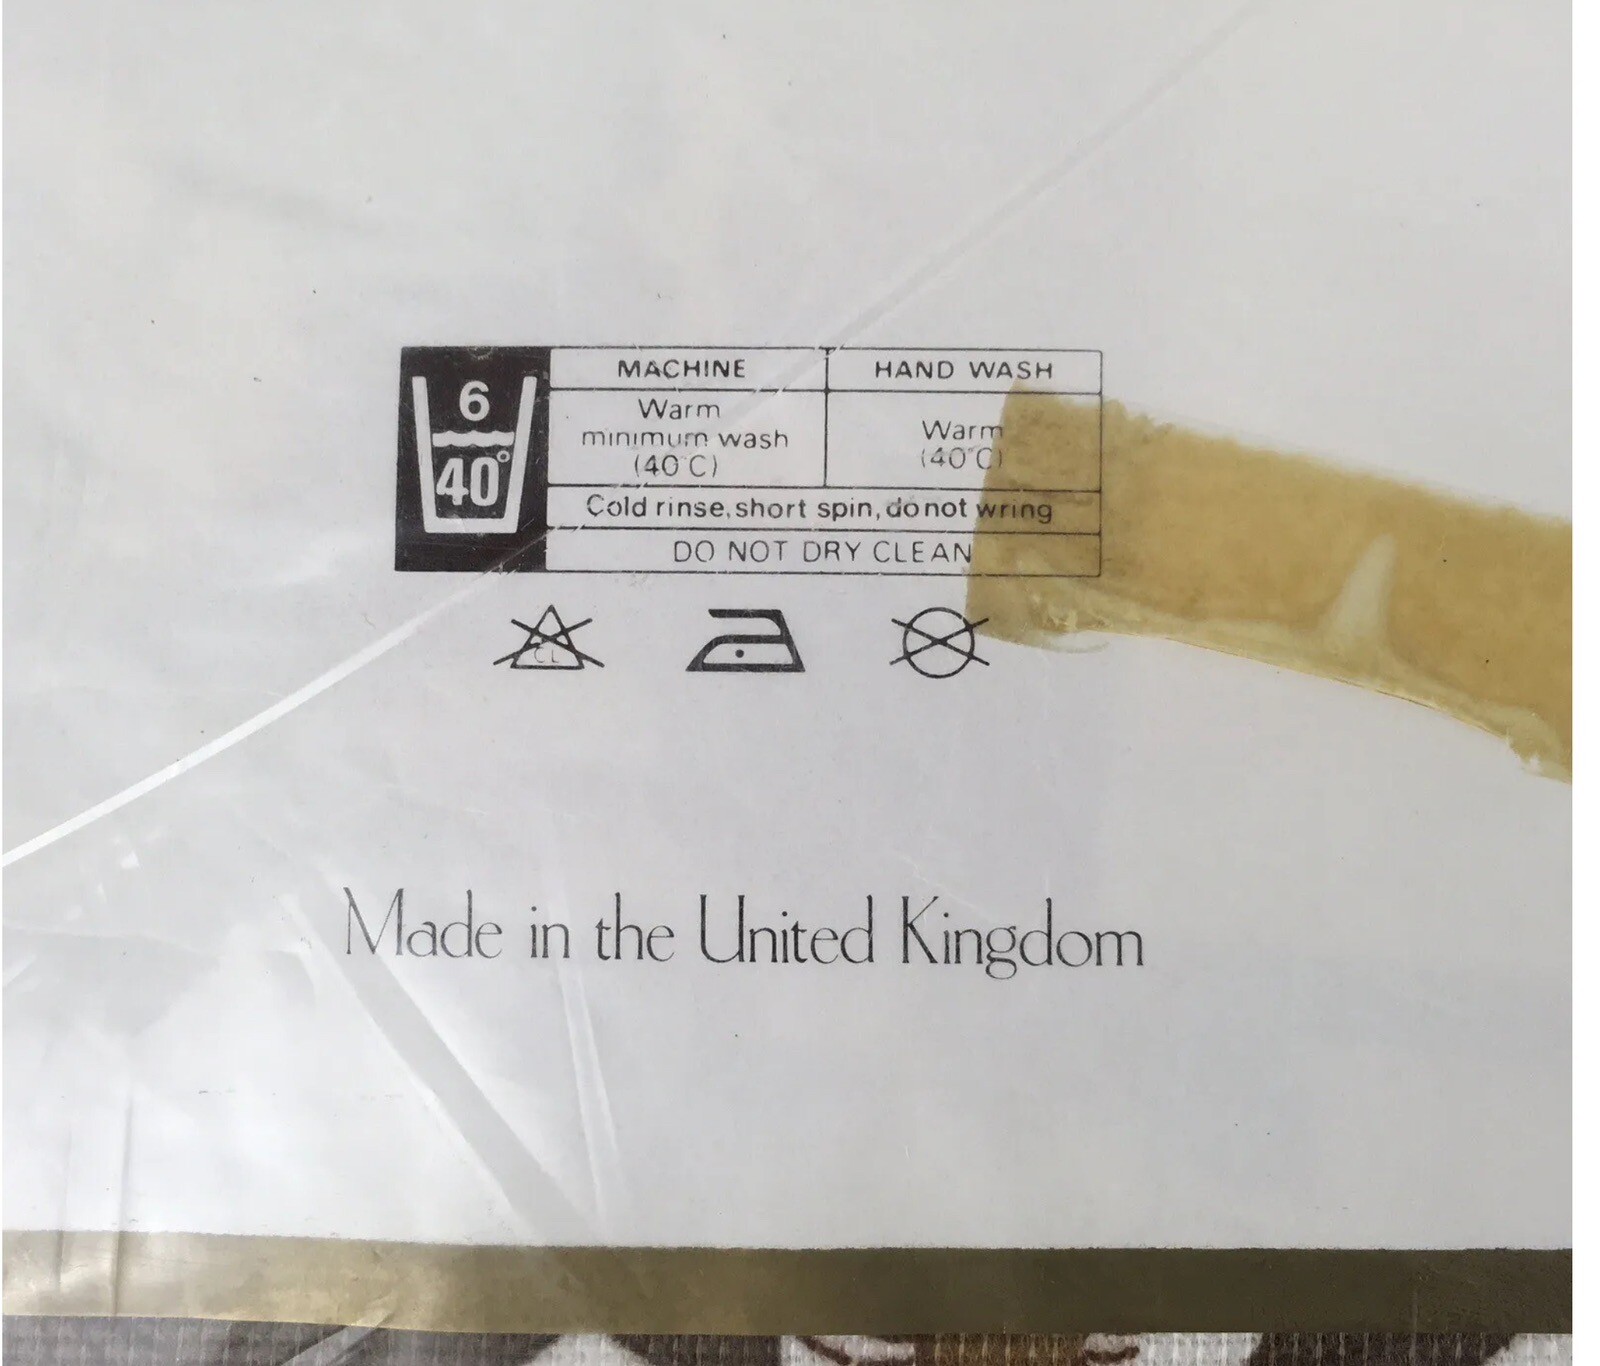 6
40°
MACHINE
HAND WASH
Warm
minimum wash
(40°C)
Warm
(40°C)
Cold rinse, short spin, do not wring
DO NOT DRY CLEAN
CL
Made in the United Kingdom